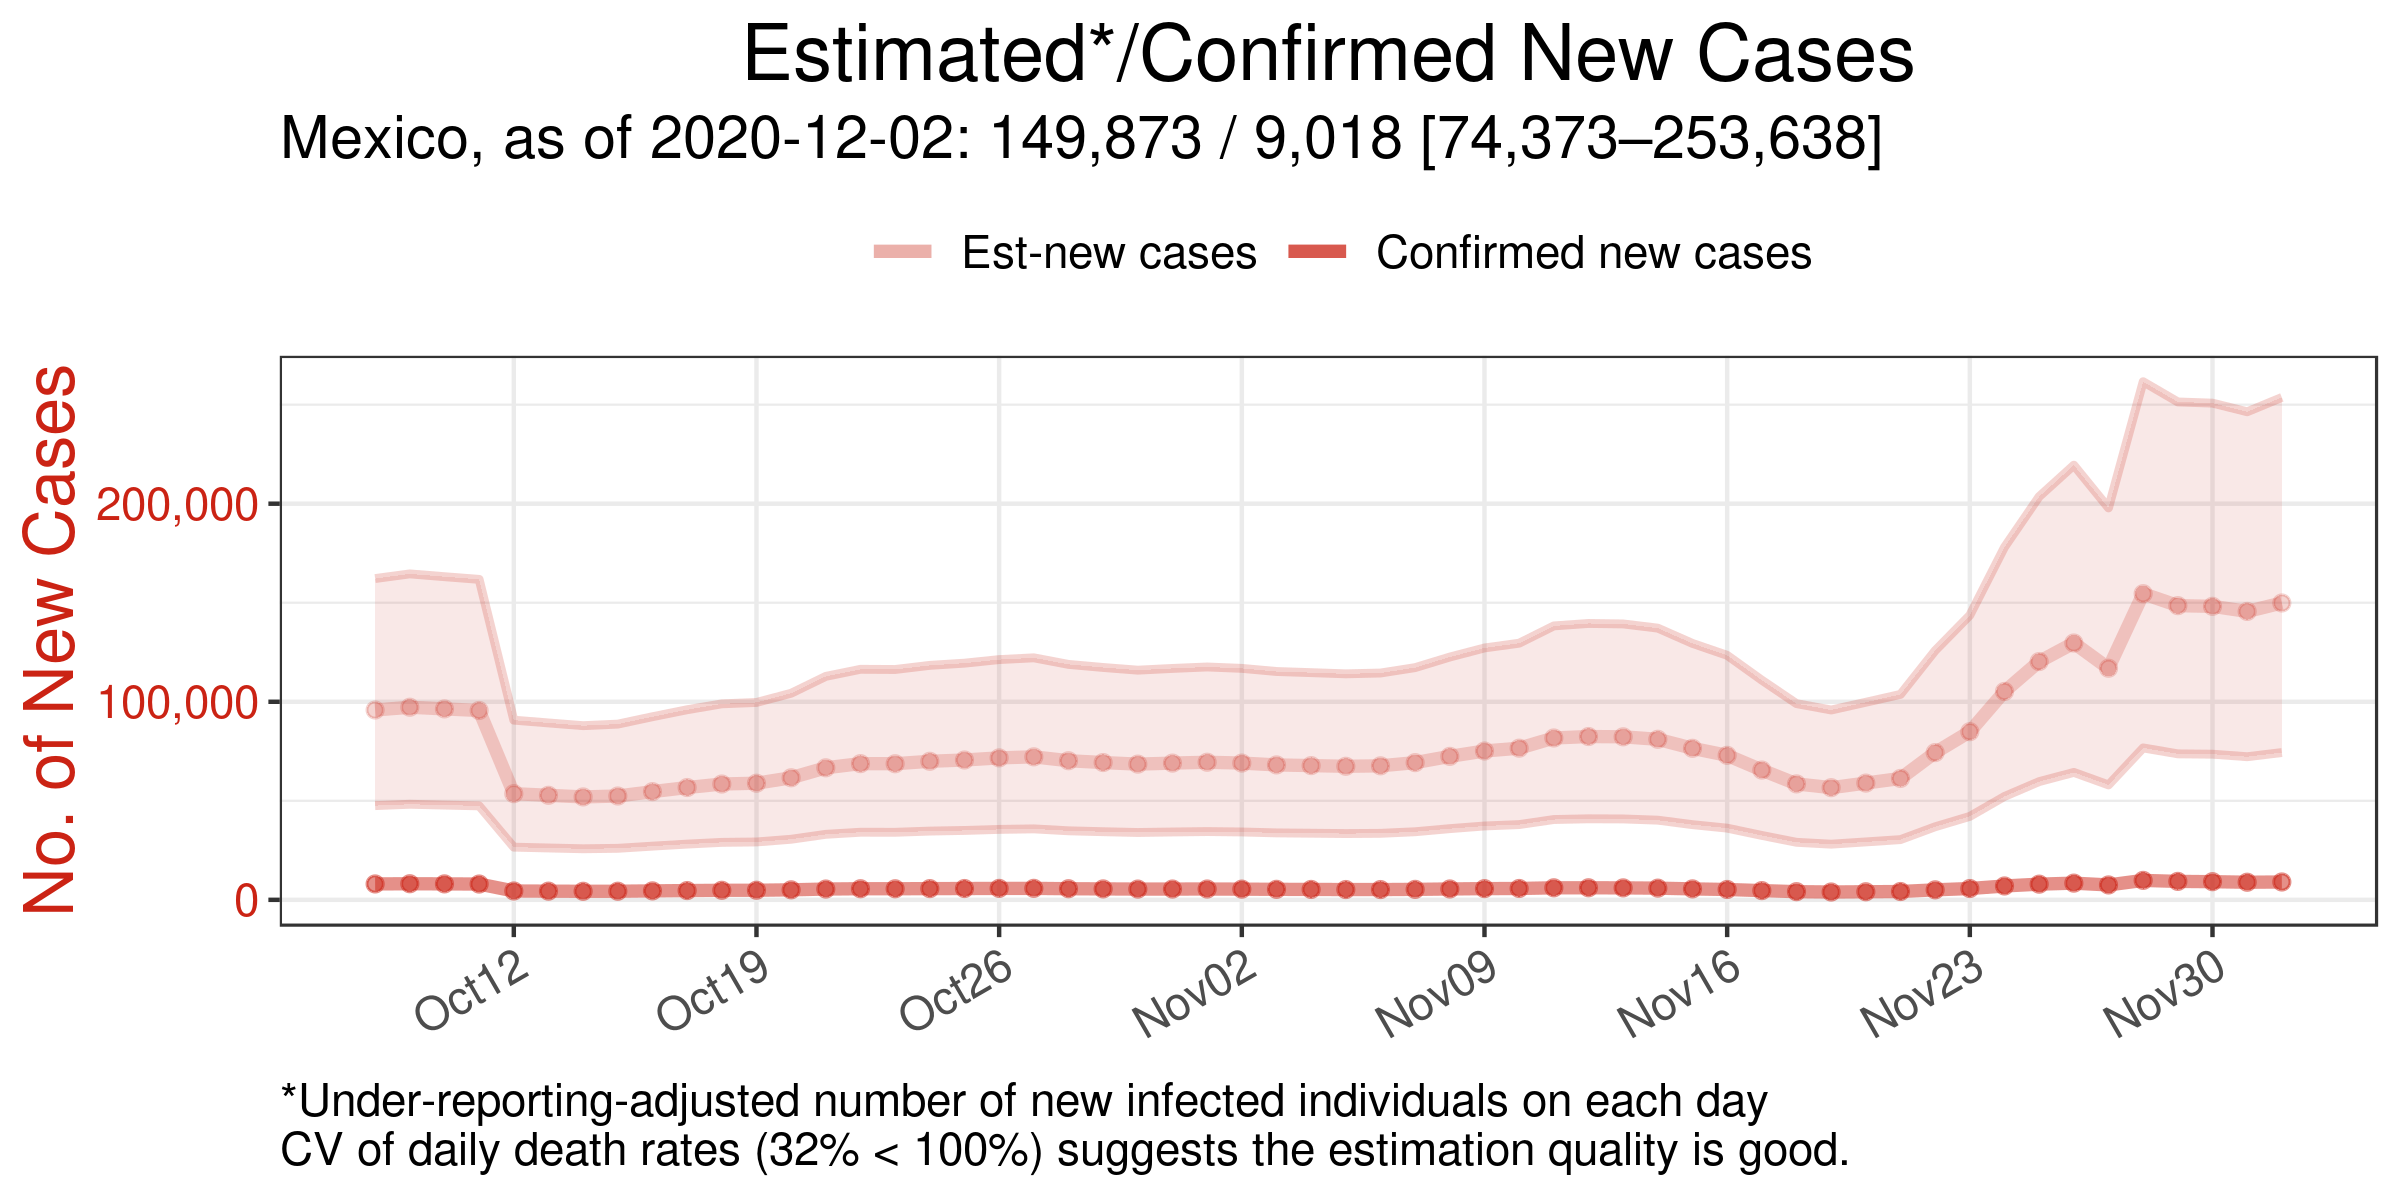 Estimated*/Confirmed New Cases
Mexico, as of 2020-12-02: 149,873 / 9,018 [74,373–253,638]
Est-new cases
Confirmed new cases
No. of New Cases
200,000
100,000
0
Oct12
Oct19
Oct26
Nov02
Nov09
Nov16
Nov23
Nov30
*Under-reporting-adjusted number of new infected individuals on each day
CV of daily death rates (32% < 100%) suggests the estimation quality is good.